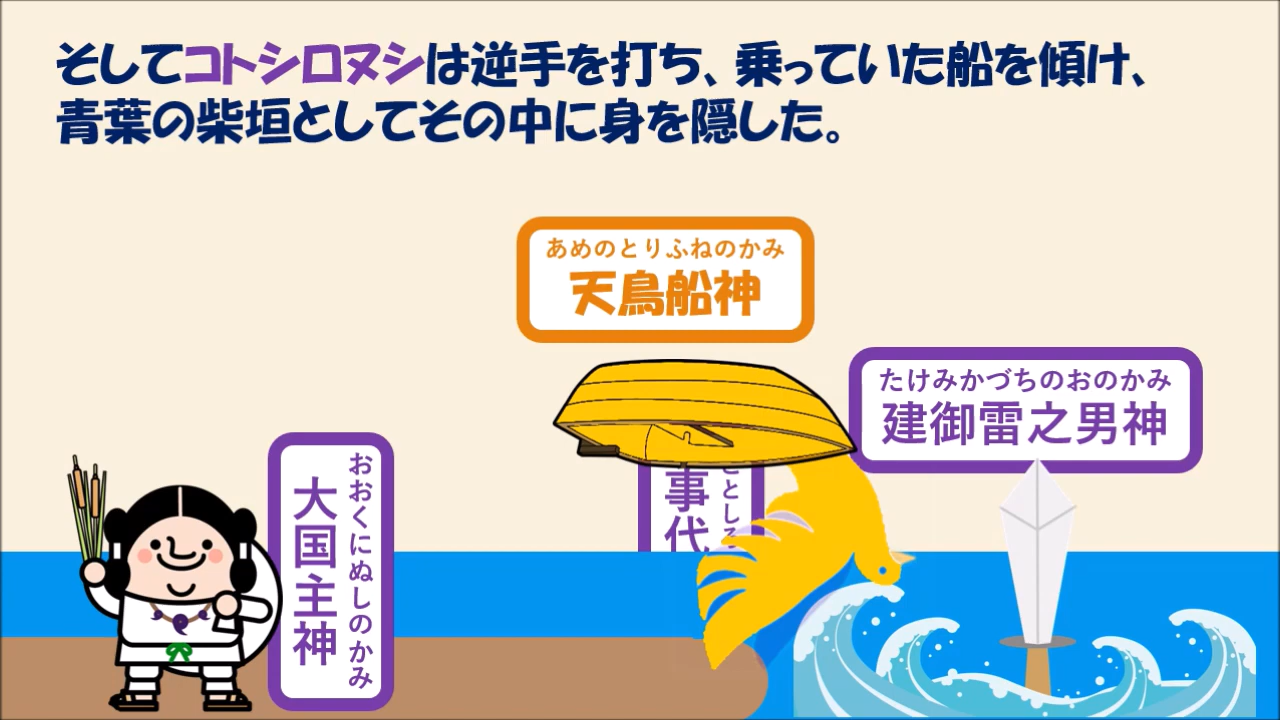 そしてコトシロヌシは逆手を打ち、乗っていた船を傾け、
青葉の柴垣としてその中に身を隠した。
あめのとりふねのかみ
天鳥船神
たけみかづちのおのかみ
建御雷之男神
ことしろ
事代
おおくにぬしのかみ
大国主神